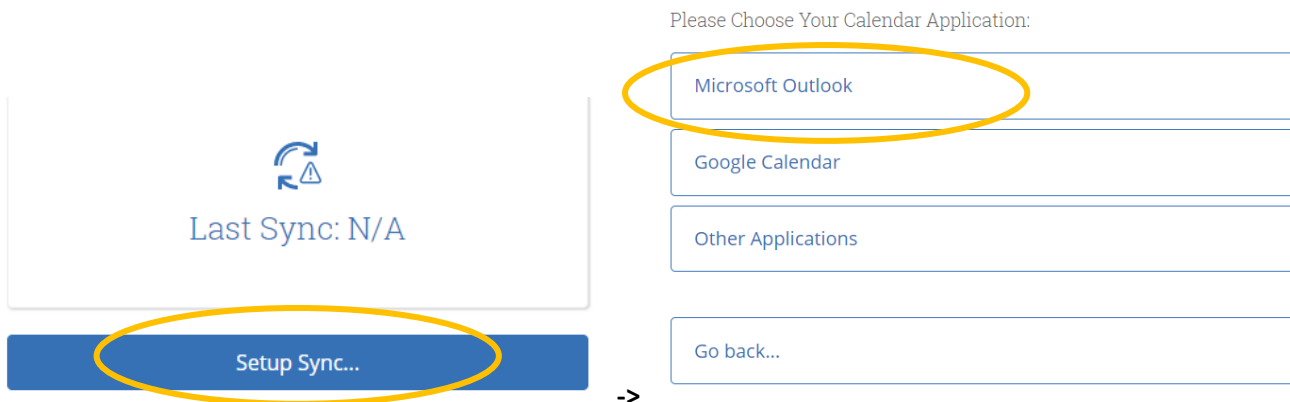 Last Sync: N/A
Setup Sync...
->
Please Choose Your Calendar Application:
Microsoft Outlook
Google Calendar
Other Applications
Go back...